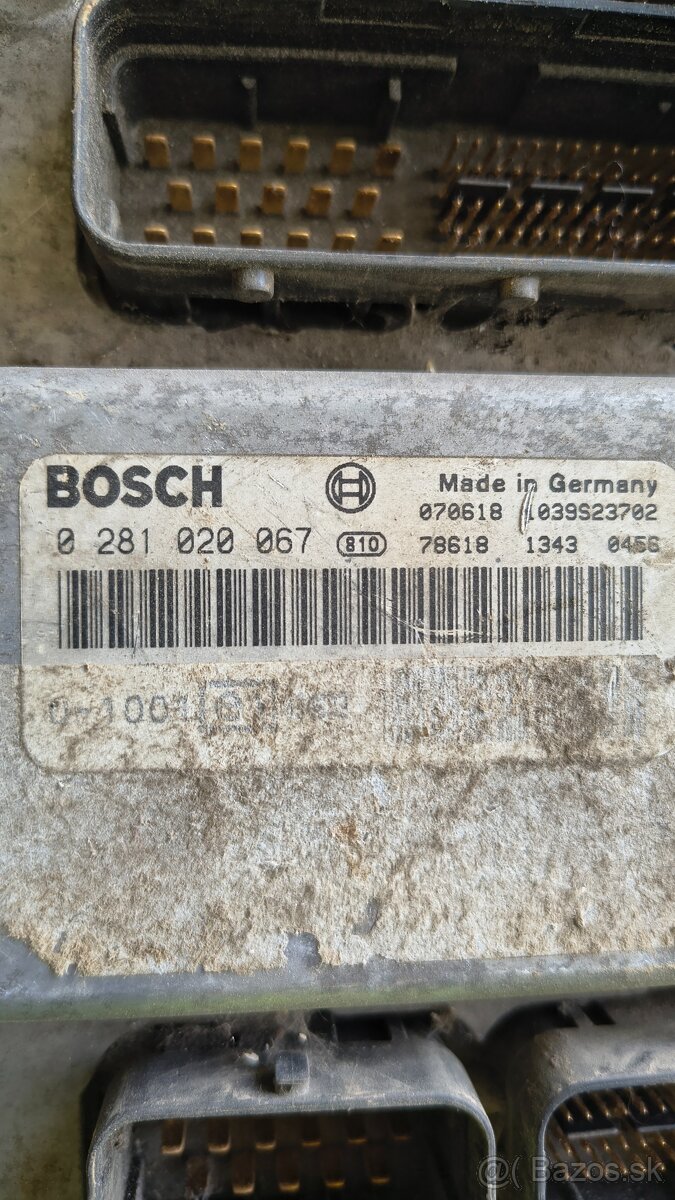 BOSCH
Made in Germany
070618 1039S23702
0 281 020 067 810 78618 1343 0456
@ Bazos.sk